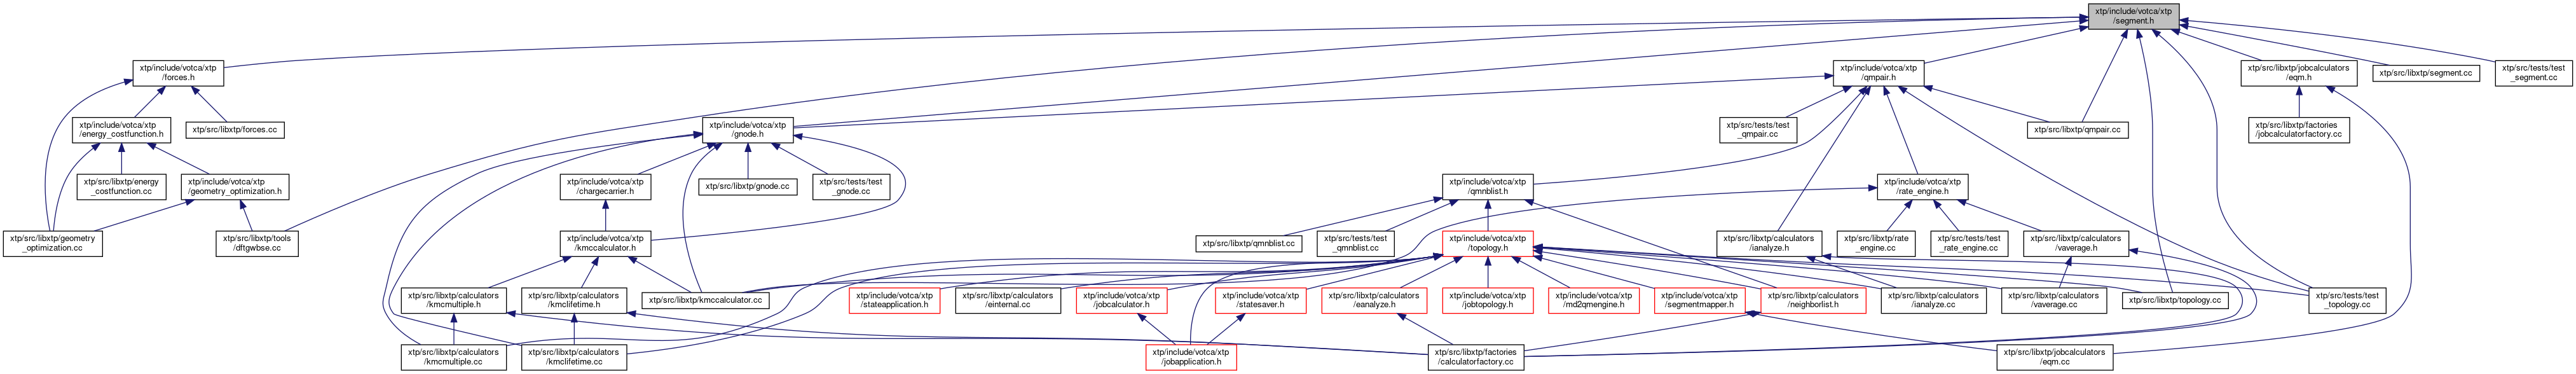 xtp/include/votca/xtp
/segment.h
xtp/include/votca/xtp
/forces.h
xtp/include/votca/xtp
/qmpair.h
xtp/src/libxtp/jobcalculators
/eqm.h
xtp/src/libxtp/segment.cc
xtp/src/tests/test
_segment.cc
xtp/include/votca/xtp
/energy_costfunction.h
xtp/src/libxtp/forces.cc
xtp/include/votca/xtp
/gnode.h
xtp/src/tests/test
_qmpair.cc
xtp/src/libxtp/qmpair.cc
xtp/src/libxtp/factories
/jobcalculatorfactory.cc
xtp/src/libxtp/energy
_costfunction.cc
xtp/include/votca/xtp
/geometry_optimization.h
xtp/include/votca/xtp
/chargecarrier.h
xtp/src/libxtp/gnode.cc
xtp/src/tests/test
_gnode.cc
xtp/include/votca/xtp
/qmnblist.h
xtp/include/votca/xtp
/rate_engine.h
xtp/src/libxtp/geometry
_optimization.cc
xtp/src/libxtp/tools
/dftgwbse.cc
xtp/include/votca/xtp
/kmccalculator.h
xtp/src/libxtp/qmnblist.cc
xtp/src/tests/test
_qmnblist.cc
xtp/include/votca/xtp
/topology.h
xtp/src/libxtp/calculators
/ianalyze.h
xtp/src/libxtp/rate
_engine.cc
xtp/src/tests/test
_rate_engine.cc
xtp/src/libxtp/calculators
/vaverage.h
xtp/src/libxtp/calculators
/kmcmultiple.h
xtp/src/libxtp/calculators
/kmclifetime.h
xtp/src/libxtp/kmccalculator.cc
xtp/include/votca/xtp
/stateapplication.h
xtp/src/libxtp/calculators
/einternal.cc
xtp/include/votca/xtp
/jobcalculator.h
xtp/include/votca/xtp
/statesaver.h
xtp/src/libxtp/calculators
/eanalyze.h
xtp/include/votca/xtp
/jobtopology.h
xtp/include/votca/xtp
/md2qmengine.h
xtp/include/votca/xtp
/segmentmapper.h
xtp/src/libxtp/calculators
/neighborlist.h
xtp/src/libxtp/calculators
/ianalyze.cc
xtp/src/libxtp/calculators
/vaverage.cc
xtp/src/libxtp/topology.cc
xtp/src/tests/test
_topology.cc
xtp/src/libxtp/calculators
/kmcmultiple.cc
xtp/src/libxtp/calculators
/kmclifetime.cc
xtp/include/votca/xtp
/jobapplication.h
xtp/src/libxtp/factories
/calculatorfactory.cc
xtp/src/libxtp/jobcalculators
/eqm.cc